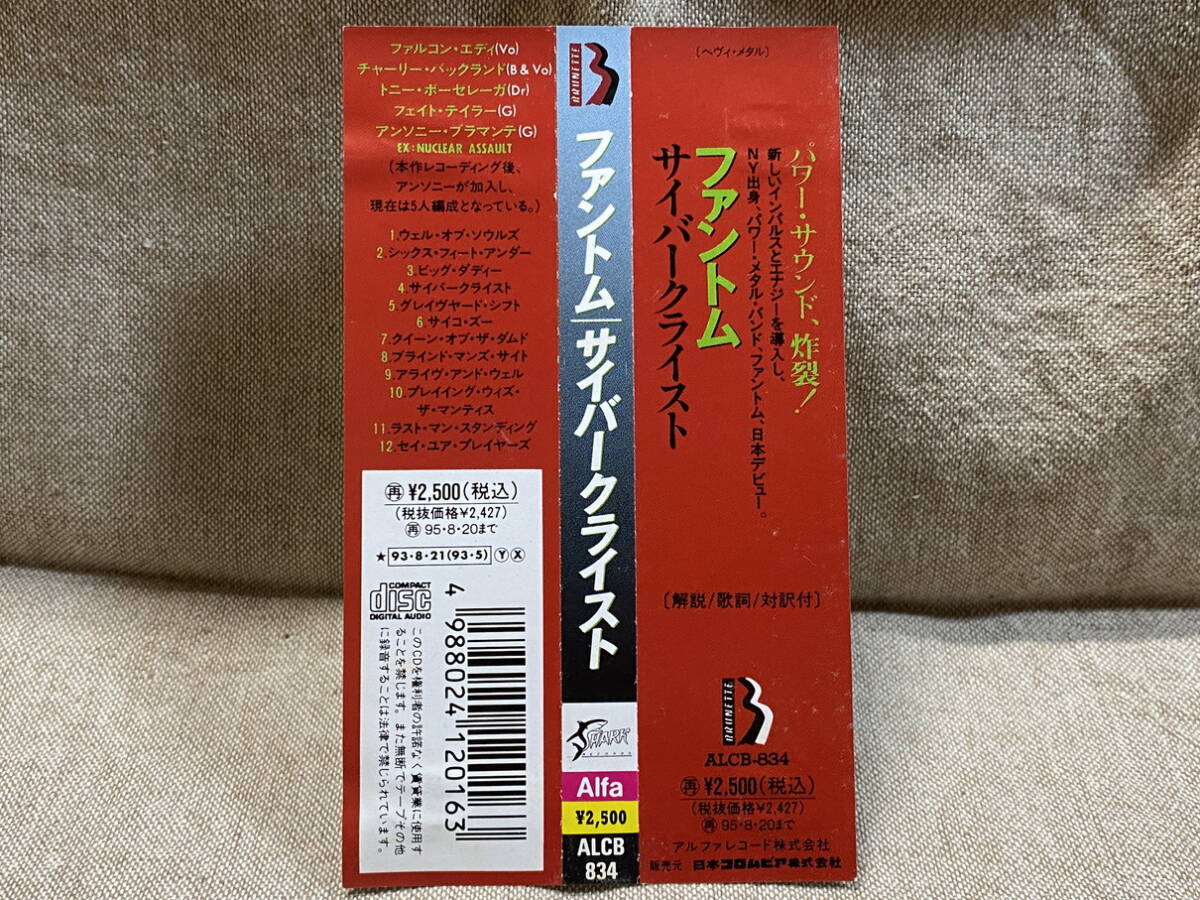 ファルコン・エディ(Vo)
チャーリー・バックランド(B & Vo)
トニー・ボーセレーガ(Dr)
フェイト・テイラー(G)
アンソニー・ブラマンテ(G)
EX:NUCLEAR ASSAULT
(本作レコーディング後、
アンソニーが加入し、
現在は5人編成となっている。)
1.ウェル・オブ・ソウルズ
2.シックス・フィート・アンダー
3.ビッグ・ダディー
4.サイバークライスト
5.グレイヴヤード・シフト
6.サイコ・ズー
7.クイーン・オブ・ザ・ダムド
8.ブラインド・マンズ・サイト
9.アライヴ・アンド・ウェル
10.プレイイング・ウィズ・
ザ・マンティス
11.ラスト・マン・スタンディング
12.セイ・ユア・プレイヤーズ
再 ¥2,500(税込)
(税抜価格¥2,427)
再 95・8・20まで
★ 93・8・21(93・5) Y X
COMPACT
disc
DIGITAL AUDIO
このCDを権利者の許諾なく賃貸業に使用す
ることを禁じます。また無断でテープその他
に録音することは法律で禁じられています。
4 988024 120163
BRUNETTE
ファントム|サイバークライスト
SHARK
RECORDS
Alfa
¥2,500
ALCB
834
〔ヘヴィ・メタル〕
パワー・サウンド、炸裂!
新しいインパルスとエナジーを導入し、
NY出身、パワー・メタル・バンド、ファントム、日本デビュー。
ファントム
サイバークライスト
〔解説/歌詞/対訳付〕
BRUNETTE
ALCB-834
再 ¥2,500(税込)
(税抜価格¥2,427)
再 95・8・20まで
アルファレコード株式会社
販売元 日本コロムビア株式会社